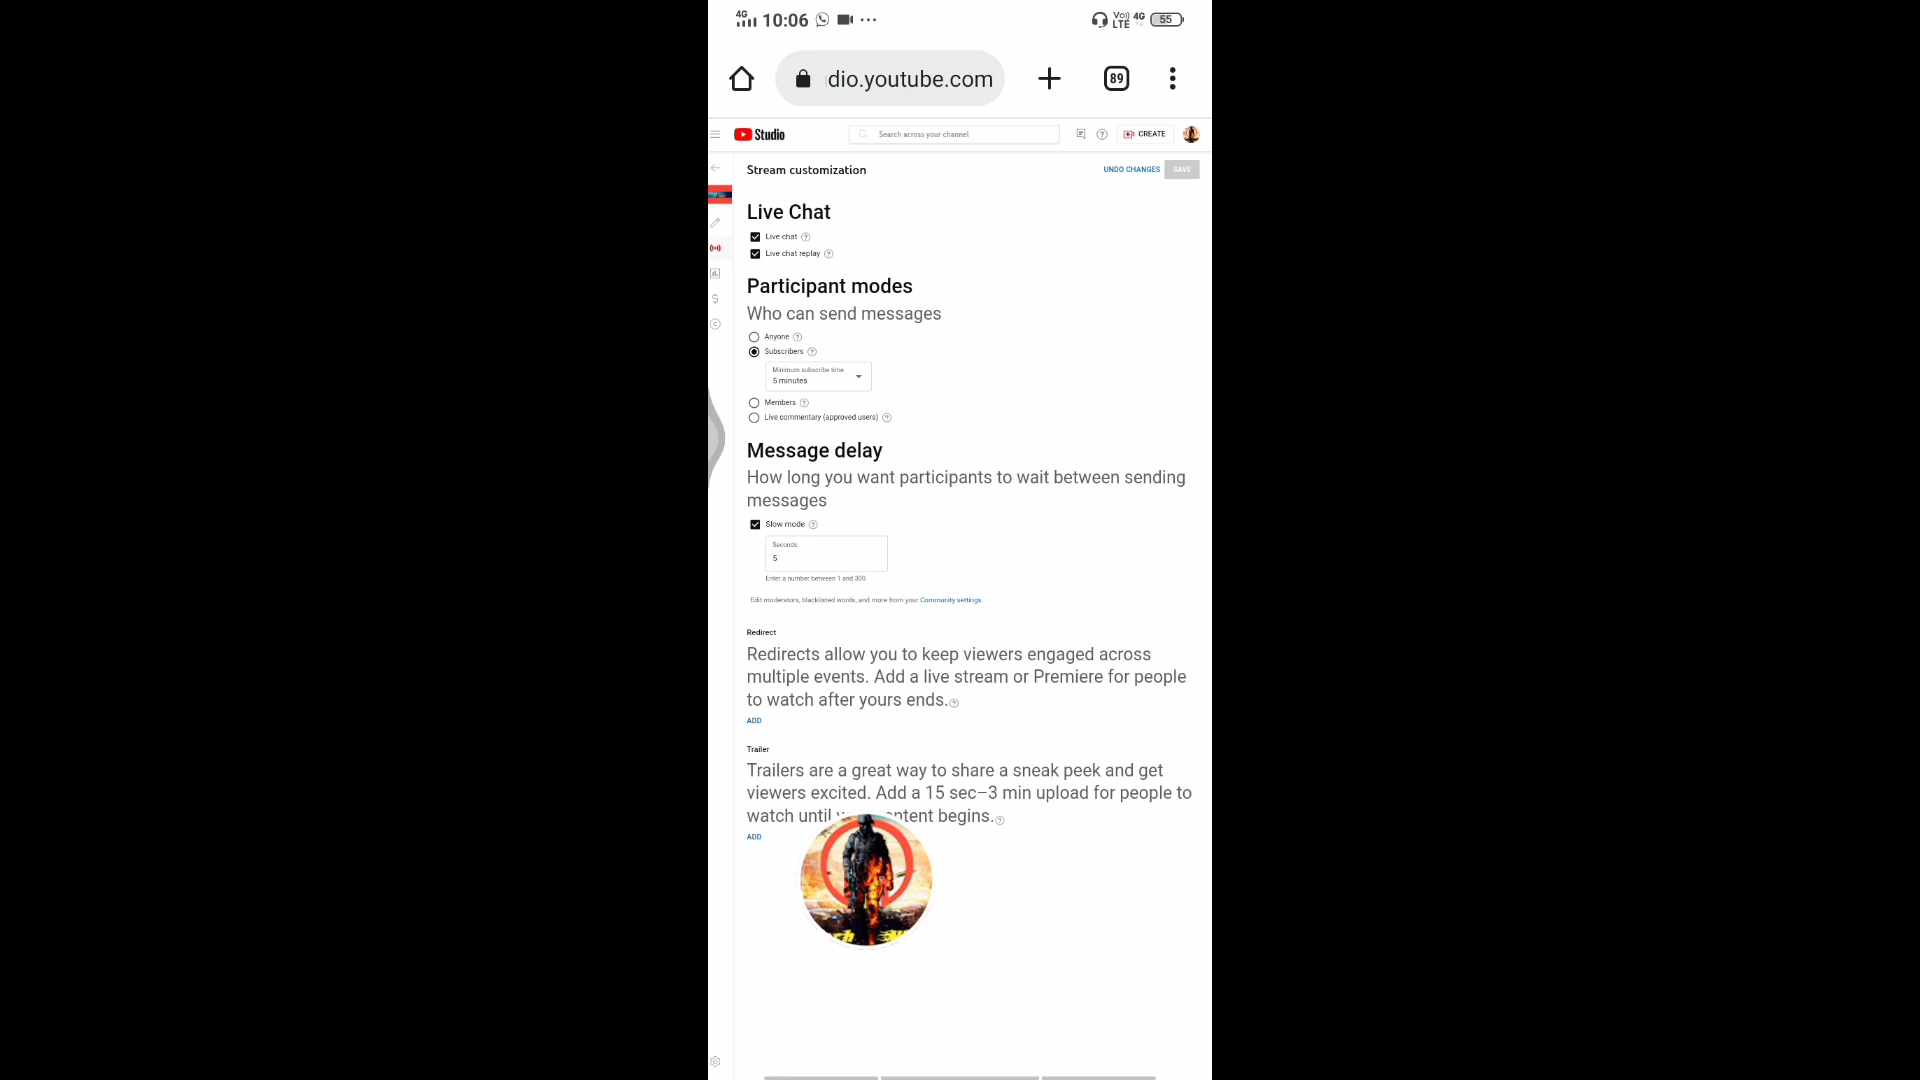 4G 10:06 ... Vo)) LTE 4G 55
dio.youtube.com 89
Studio Search across your channel CREATE
Stream customization UNDO CHANGES SAVE
Live Chat
Live chat
Live chat replay
Participant modes
Who can send messages
Anyone
Subscribers
Minimum subscribe time
5 minutes
Members
Live commentary (approved users)
Message delay
How long you want participants to wait between sending
messages
Slow mode
Seconds
5
Enter a number between 1 and 300
Edit moderators, blacklisted words, and more from your Community settings.
Redirect
Redirects allow you to keep viewers engaged across
multiple events. Add a live stream or Premiere for people
to watch after yours ends.
ADD
Trailer
Trailers are a great way to share a sneak peek and get
viewers excited. Add a 15 sec–3 min upload for people to
watch until begins.
ADD